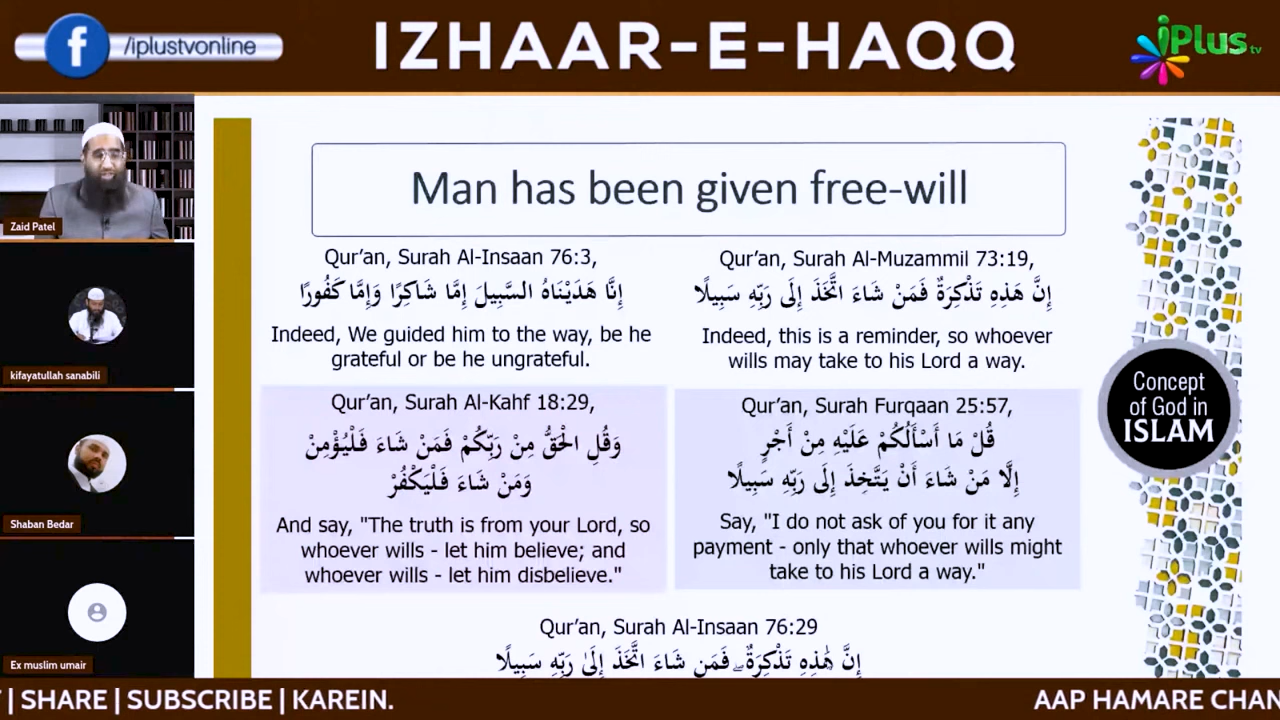 /iplustvonline
IZHAAR-E-HAQQ
iPlus tv
Zaid Patel
kifayatullah sanabili
Shaban Bedar
Ex muslim umair
Man has been given free-will
Qur'an, Surah Al-Insaan 76:3,
إِنَّا هَدَيْنَاهُ السَّبِيلَ إِمَّا شَاكِرًا وَإِمَّا كَفُورًا
Indeed, We guided him to the way, be he
grateful or be he ungrateful.
Qur'an, Surah Al-Muzammil 73:19,
إِنَّ هَذِهِ تَذْكِرَةٌ فَمَنْ شَاءَ اتَّخَذَ إِلَى رَبِّهِ سَبِيلًا
Indeed, this is a reminder, so whoever
wills may take to his Lord a way.
Qur'an, Surah Al-Kahf 18:29,
وَقُلِ الْحَقُّ مِنْ رَبِّكُمْ فَمَنْ شَاءَ فَلْيُؤْمِنْ
وَمَنْ شَاءَ فَلْيَكْفُرْ
And say, "The truth is from your Lord, so
whoever wills - let him believe; and
whoever wills - let him disbelieve."
Qur'an, Surah Furqaan 25:57,
قُلْ مَا أَسْأَلُكُمْ عَلَيْهِ مِنْ أَجْرٍ
إِلَّا مَنْ شَاءَ أَنْ يَتَّخِذَ إِلَى رَبِّهِ سَبِيلًا
Say, "I do not ask of you for it any
payment - only that whoever wills might
take to his Lord a way."
Qur'an, Surah Al-Insaan 76:29
إِنَّ هَٰذِهِ تَذْكِرَةٌ ۖ فَمَن شَاءَ اتَّخَذَ إِلَىٰ رَبِّهِ سَبِيلًا
Concept
of God in
ISLAM
| SHARE | SUBSCRIBE | KAREIN.
AAP HAMARE CHAN